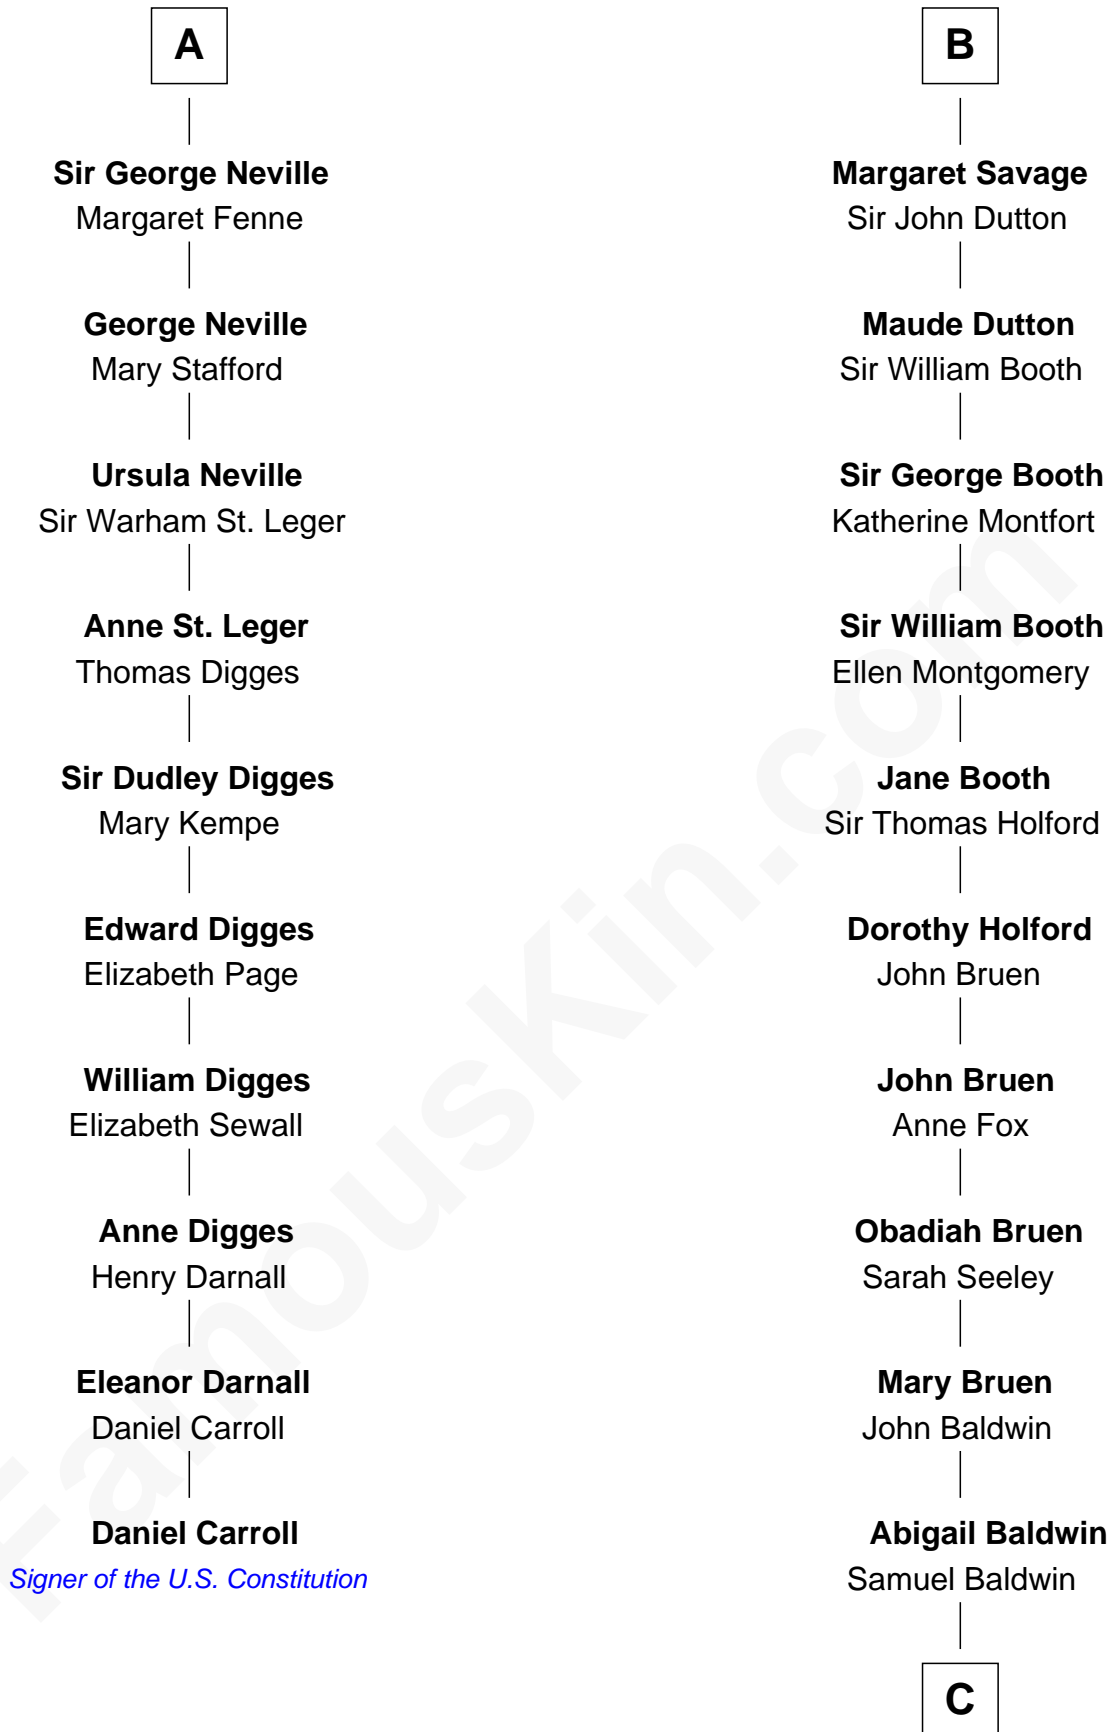 A
Sir George Neville
Margaret Fenne
George Neville
Mary Stafford
Ursula Neville
Sir Warham St. Leger
Anne St. Leger
Thomas Digges
Sir Dudley Digges
Mary Kempe
Edward Digges
Elizabeth Page
William Digges
Elizabeth Sewall
Anne Digges
Henry Darnall
Eleanor Darnall
Daniel Carroll
Daniel Carroll
Signer of the U.S. Constitution
B
Margaret Savage
Sir John Dutton
Maude Dutton
Sir William Booth
Sir George Booth
Katherine Montfort
Sir William Booth
Ellen Montgomery
Jane Booth
Sir Thomas Holford
Dorothy Holford
John Bruen
John Bruen
Anne Fox
Obadiah Bruen
Sarah Seeley
Mary Bruen
John Baldwin
Abigail Baldwin
Samuel Baldwin
C
FamousKin.com